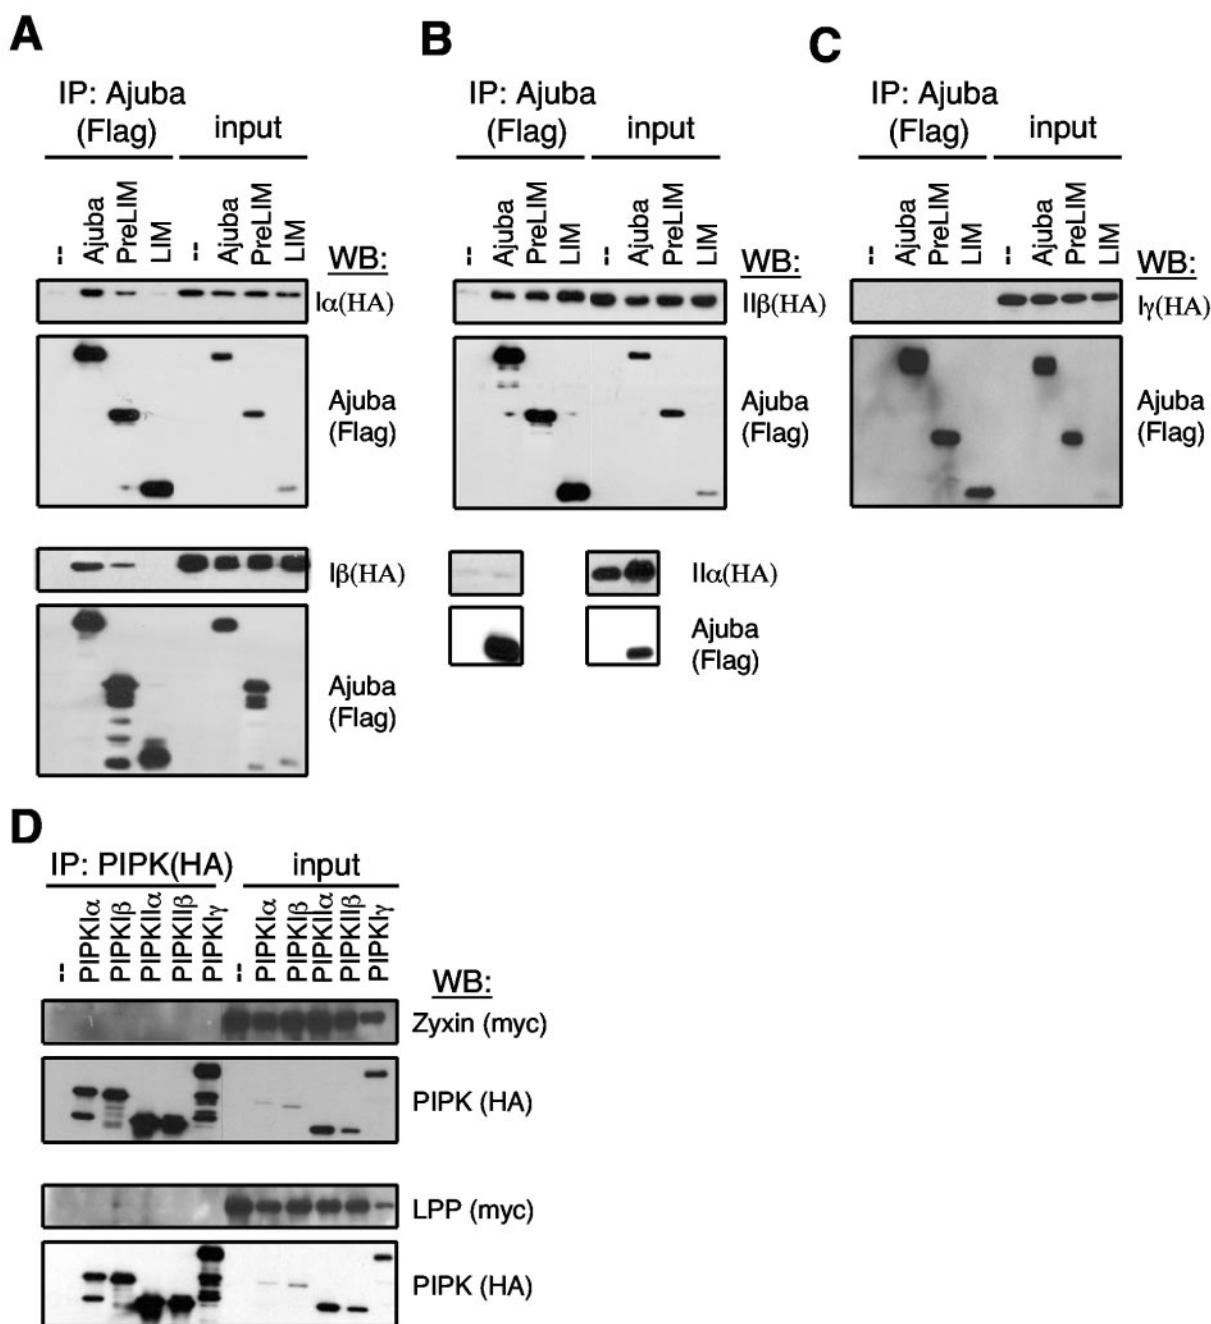 A
IP: Ajuba
(Flag)
input
--
Ajuba
PreLIM
LIM
--
Ajuba
PreLIM
LIM
WB:
Iα(HA)
Ajuba
(Flag)
Iβ(HA)
Ajuba
(Flag)
B
IP: Ajuba
(Flag)
input
--
Ajuba
PreLIM
LIM
--
Ajuba
PreLIM
LIM
WB:
IIβ(HA)
Ajuba
(Flag)
IIα(HA)
Ajuba
(Flag)
C
IP: Ajuba
(Flag)
input
--
Ajuba
PreLIM
LIM
--
Ajuba
PreLIM
LIM
WB:
Iγ(HA)
Ajuba
(Flag)
D
IP: PIPK(HA)
input
--
PIPKIα
PIPKIβ
PIPKIIα
PIPKIIβ
PIPKIγ
--
PIPKIα
PIPKIβ
PIPKIIα
PIPKIIβ
PIPKIγ
WB:
Zyxin (myc)
PIPK (HA)
LPP (myc)
PIPK (HA)